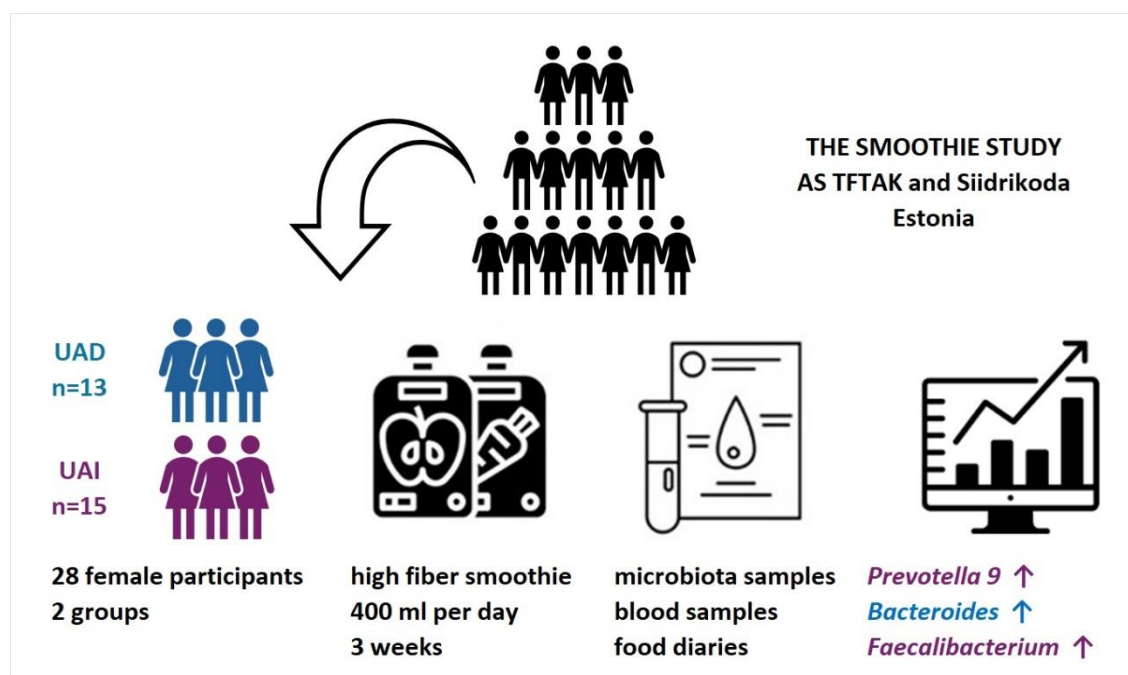 THE SMOOTHIE STUDY
AS TFTAK and Siidrikoda
Estonia
UAD
n=13
UAI
n=15
28 female participants
2 groups
high fiber smoothie
400 ml per day
3 weeks
microbiota samples
blood samples
food diaries
Prevotella 9 ↑
Bacteroides ↑
Faecalibacterium ↑